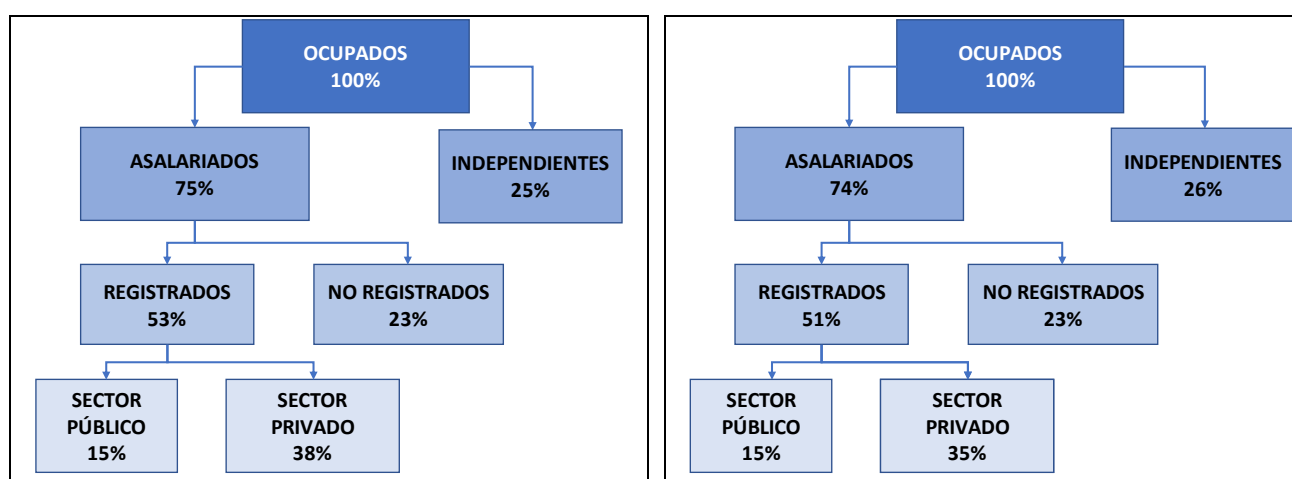 OCUPADOS
100%
ASALARIADOS
75%
INDEPENDIENTES
25%
REGISTRADOS
53%
NO REGISTRADOS
23%
SECTOR
PÚBLICO
15%
SECTOR
PRIVADO
38%
OCUPADOS
100%
ASALARIADOS
74%
INDEPENDIENTES
26%
REGISTRADOS
51%
NO REGISTRADOS
23%
SECTOR
PÚBLICO
15%
SECTOR
PRIVADO
35%